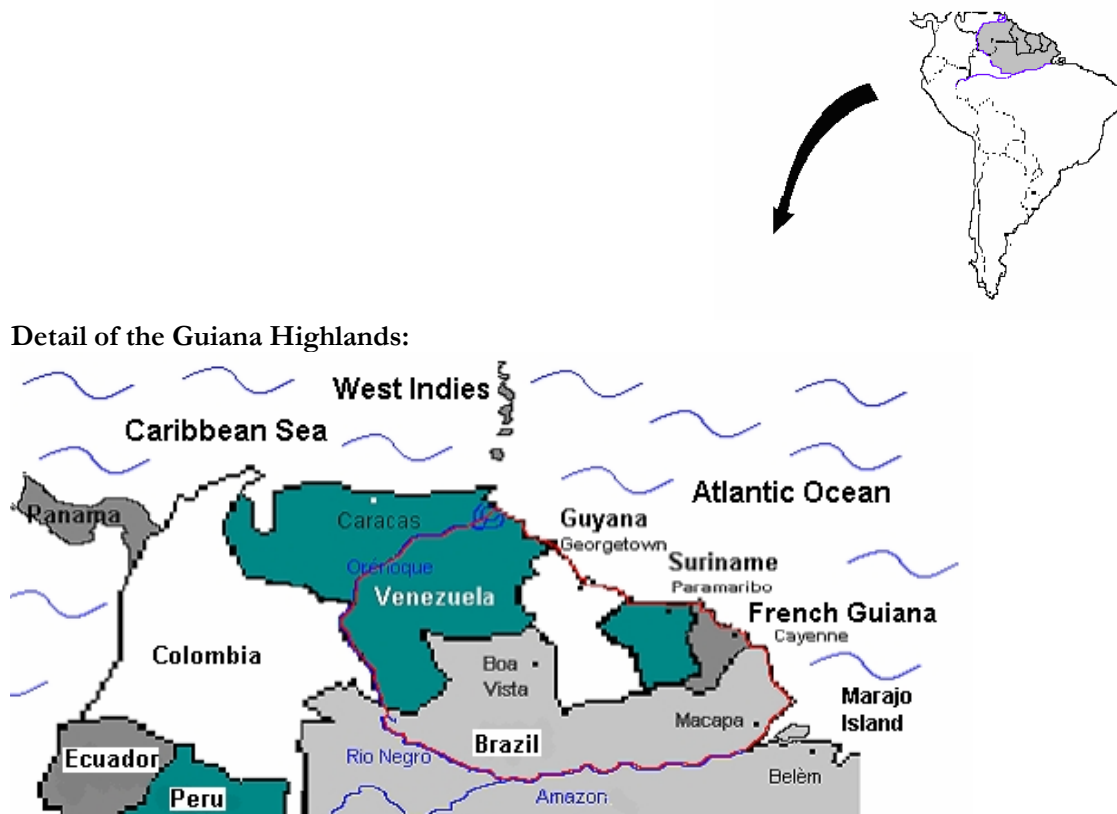 Detail of the Guiana Highlands:
West Indies
Caribbean Sea
Atlantic Ocean
Panama
Caracas
Guyana
Georgetown
Orénoque
Suriname
Paramaribo
Venezuela
French Guiana
Cayenne
Colombia
Boa
Vista
Marajo
Island
Macapa
Ecuador
Rio Negro
Brazil
Belèm
Peru
Amazon